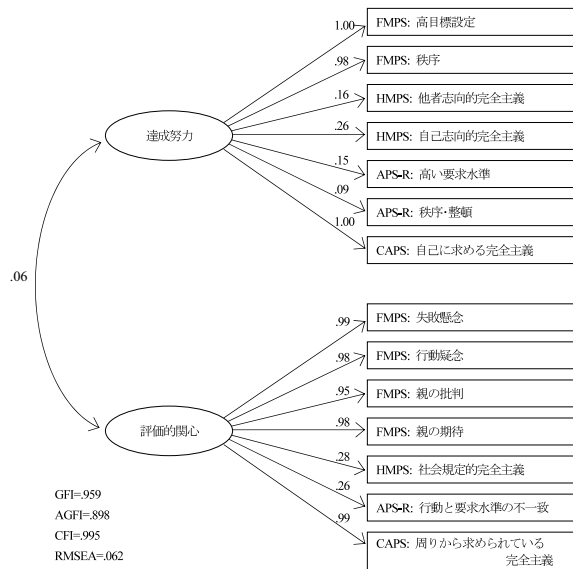 1.00
FMPS: 高目標設定
.98
FMPS: 秩序
.16
HMPS: 他者志向的完全主義
達成努力
.26
HMPS: 自己志向的完全主義
.15
APS-R: 高い要求水準
.09
APS-R: 秩序・整頓
1.00
CAPS: 自己に求める完全主義
.06
.99
FMPS: 失敗懸念
.98
FMPS: 行動疑念
.95
FMPS: 親の批判
評価的関心
.98
FMPS: 親の期待
.28
HMPS: 社会規定的完全主義
.26
APS-R: 行動と要求水準の不一致
.99
CAPS: 周りから求められている
完全主義
GFI=.959
AGFI=.898
CFI=.995
RMSEA=.062